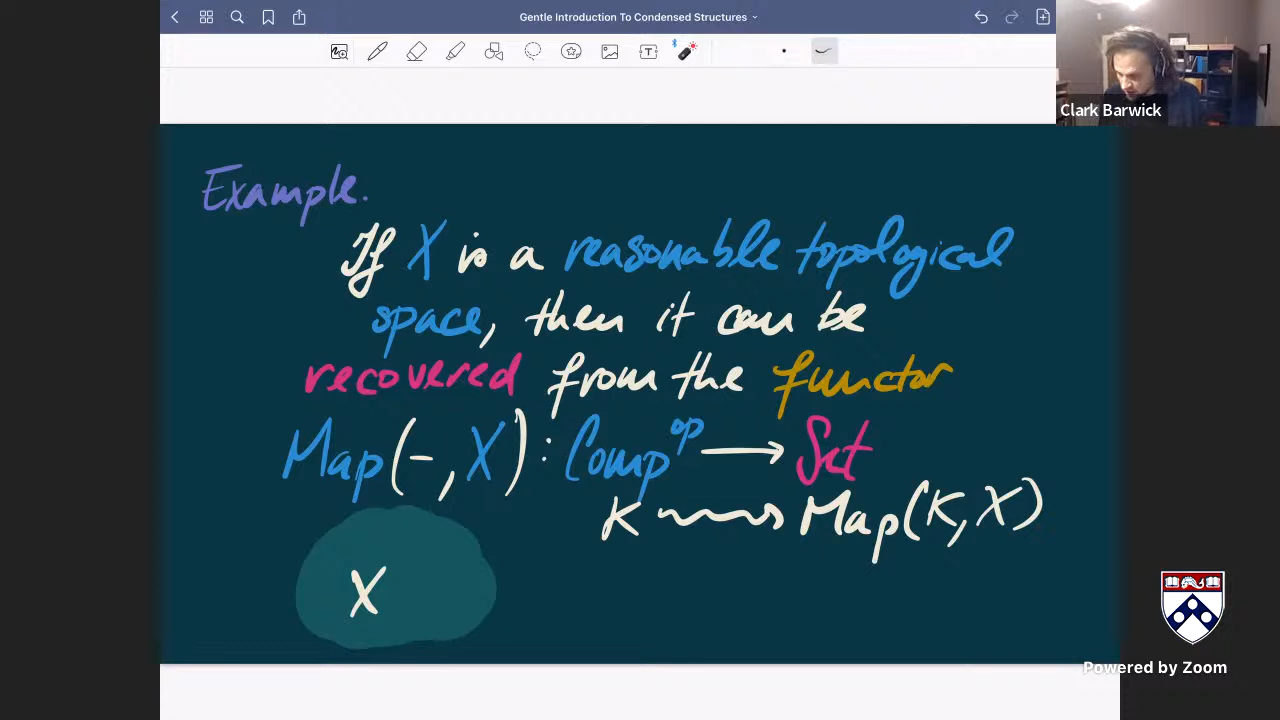 Gentle Introduction To Condensed Structures
T
Clark Barwick
Example.
If X is a reasonable topological
space, then it can be
recovered from the functor
Map(-, X) : Comp^op → Set
K ⟿ Map(K, X)
X
Powered by Zoom